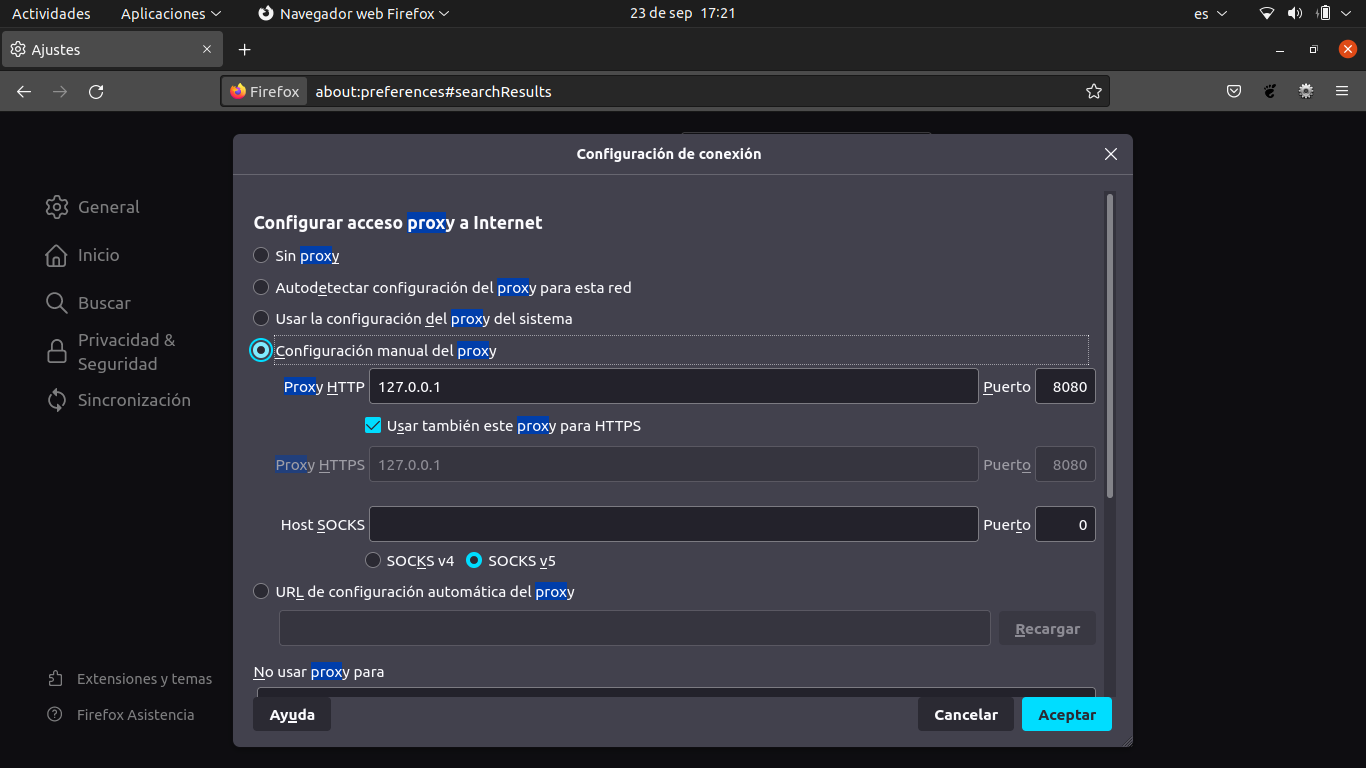 Actividades Aplicaciones Navegador web Firefox 23 de sep 17:21 es
Ajustes
Firefox about:preferences#searchResults
Configuración de conexión
General
Inicio
Buscar
Privacidad &
Seguridad
Sincronización
Extensiones y temas
Firefox Asistencia
Configurar acceso proxy a Internet
Sin proxy
Autodetectar configuración del proxy para esta red
Usar la configuración del proxy del sistema
Configuración manual del proxy
Proxy HTTP 127.0.0.1 Puerto 8080
Usar también este proxy para HTTPS
Proxy HTTPS 127.0.0.1 Puerto 8080
Host SOCKS Puerto 0
SOCKS v4 SOCKS v5
URL de configuración automática del proxy
Recargar
No usar proxy para
Ayuda Cancelar Aceptar